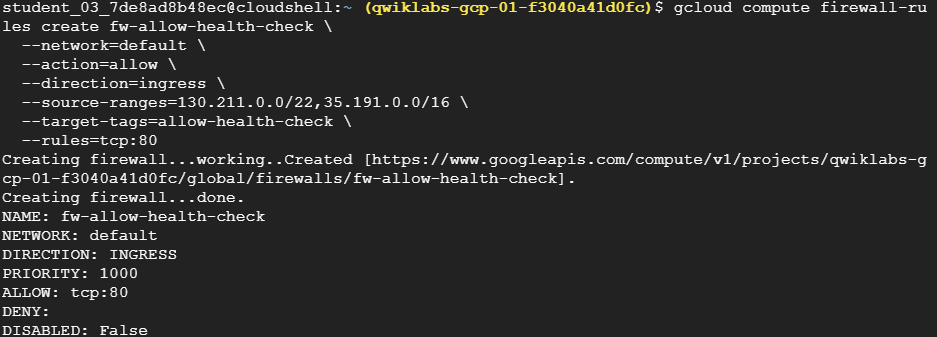 student_03_7de8ad8b48ec@cloudshell:~ (qwiklabs-gcp-01-f3040a41d0fc)$ gcloud compute firewall-ru
les create fw-allow-health-check \
  --network=default \
  --action=allow \
  --direction=ingress \
  --source-ranges=130.211.0.0/22,35.191.0.0/16 \
  --target-tags=allow-health-check \
  --rules=tcp:80
Creating firewall...working..Created [https://www.googleapis.com/compute/v1/projects/qwiklabs-g
cp-01-f3040a41d0fc/global/firewalls/fw-allow-health-check].
Creating firewall...done.
NAME: fw-allow-health-check
NETWORK: default
DIRECTION: INGRESS
PRIORITY: 1000
ALLOW: tcp:80
DENY:
DISABLED: False